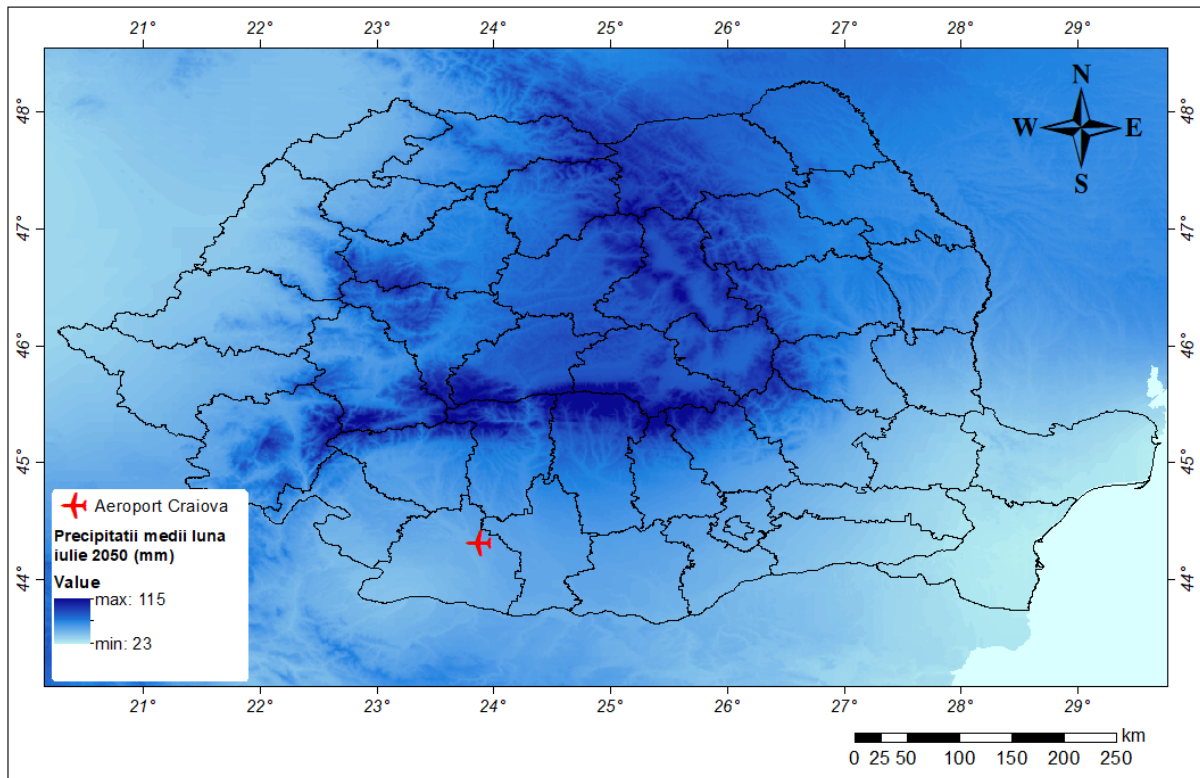 21° 22° 23° 24° 25° 26° 27° 28° 29°
48° 48°
N
W E
S
47° 47°
46° 46°
45° 45°
Aeroport Craiova
Precipitatii medii luna
iulie 2050 (mm)
Value
max: 115
min: 23
44° 44°
21° 22° 23° 24° 25° 26° 27° 28° 29°
km
0 25 50 100 150 200 250